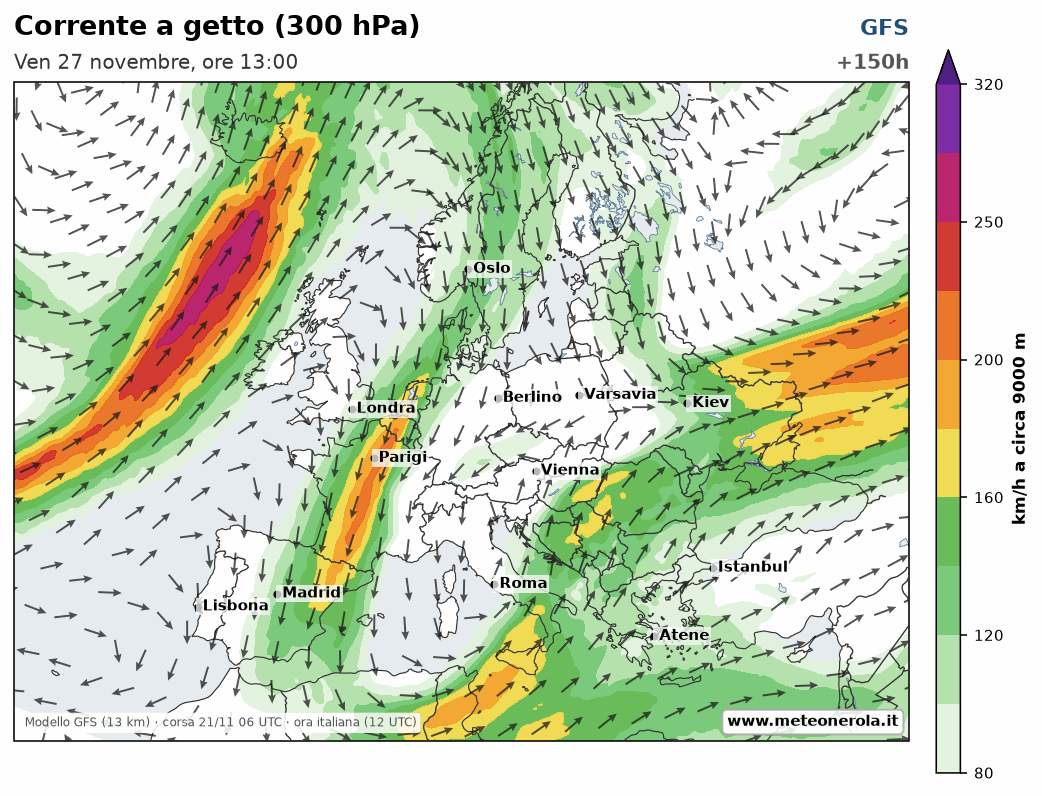 Corrente a getto (300 hPa)
GFS
Ven 27 novembre, ore 13:00
+150h
320
250
200
160
120
80
km/h a circa 9000 m
Oslo
Berlino
Varsavia
Kiev
Londra
Parigi
Vienna
Istanbul
Roma
Madrid
Lisbona
Atene
Modello GFS (13 km) · corsa 21/11 06 UTC · ora italiana (12 UTC)
www.meteonerola.it